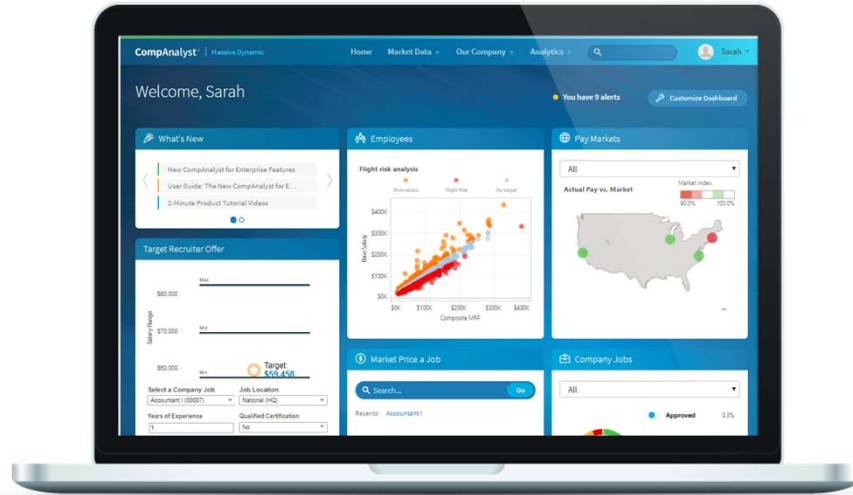 CompAnalyst | Massive Dynamic Home Market Data Our Company Analytics Sarah
Welcome, Sarah
You have 9 alerts Customize Dashboard
What's New
New CompAnalyst for Enterprise Features
User Guide: The New CompAnalyst for E...
2-Minute Product Tutorial Videos
Target Recruiter Offer
Max
$80,000
Salary Range
$70,000
Mid
$60,000
Min
Target:
$59,458
Select a Company Job Job Location
Accountant I (00007) National (HQ)
Years of Experience Qualified Certification
1 No
Employees
Flight risk analysis
Overvalued Flight Risk On target
$400K
$300K
Base Salary
$200K
$100K
$0K
$0K $100K $200K $300K $400K
Composite MRP
Market Price a Job
Search... Go
Recents: Accountant I
Pay Markets
All
Actual Pay vs. Market
Market Index
90.0% 100.0%
Company Jobs
All
Approved 0.3%